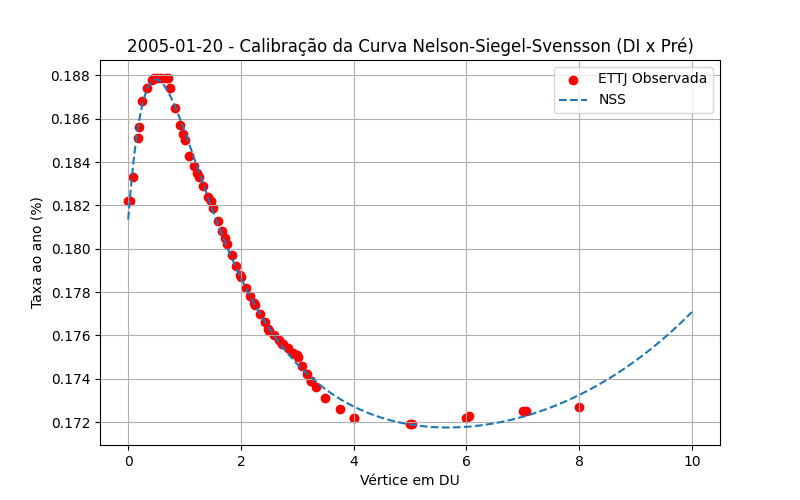 2005-01-20 - Calibração da Curva Nelson-Siegel-Svensson (DI x Pré)
ETTJ Observada
NSS
Taxa ao ano (%)
0.188
0.186
0.184
0.182
0.180
0.178
0.176
0.174
0.172
0 2 4 6 8 10
Vértice em DU